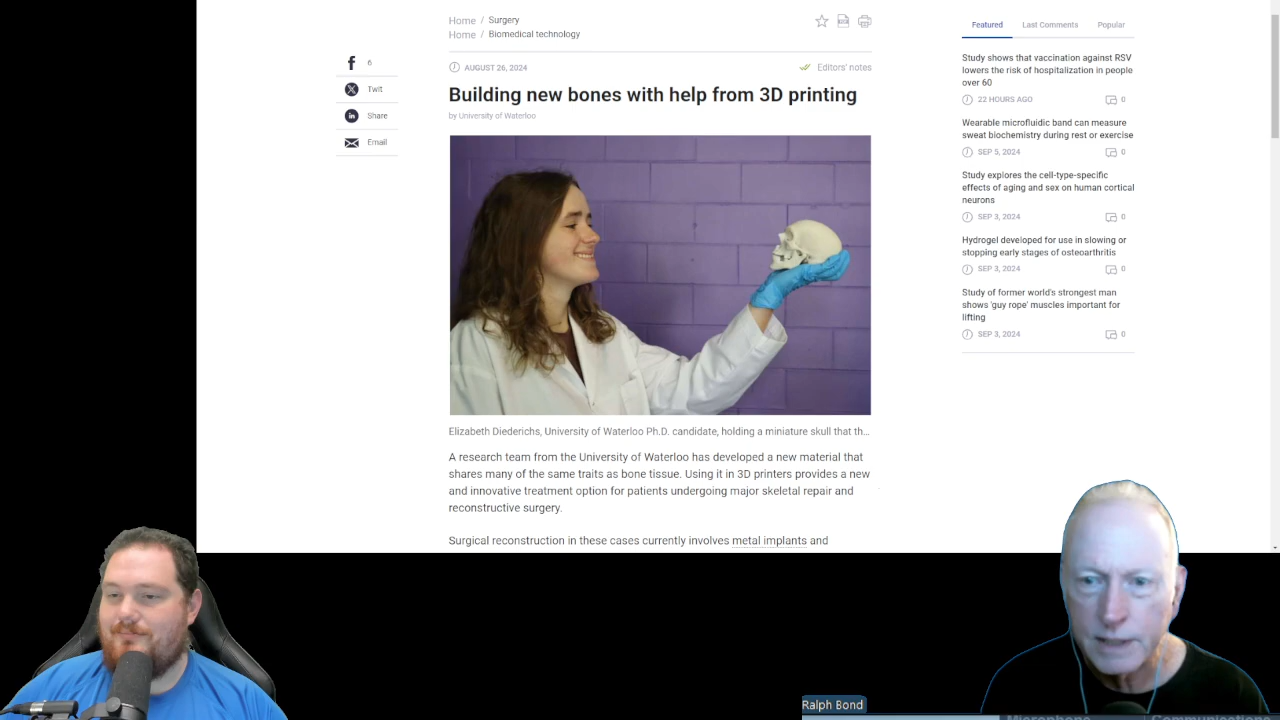 Home / Surgery
Home / Biomedical technology
6
Twit
Share
Email
AUGUST 26, 2024
Editors' notes
Building new bones with help from 3D printing
by University of Waterloo
Elizabeth Diederichs, University of Waterloo Ph.D. candidate, holding a miniature skull that th...
A research team from the University of Waterloo has developed a new material that
shares many of the same traits as bone tissue. Using it in 3D printers provides a new
and innovative treatment option for patients undergoing major skeletal repair and
reconstructive surgery.
Surgical reconstruction in these cases currently involves metal implants and
Featured Last Comments Popular
Study shows that vaccination against RSV
lowers the risk of hospitalization in people
over 60
22 HOURS AGO 0
Wearable microfluidic band can measure
sweat biochemistry during rest or exercise
SEP 5, 2024 0
Study explores the cell-type-specific
effects of aging and sex on human cortical
neurons
SEP 3, 2024 0
Hydrogel developed for use in slowing or
stopping early stages of osteoarthritis
SEP 3, 2024 0
Study of former world's strongest man
shows 'guy rope' muscles important for
lifting
SEP 3, 2024 0
Ralph Bond